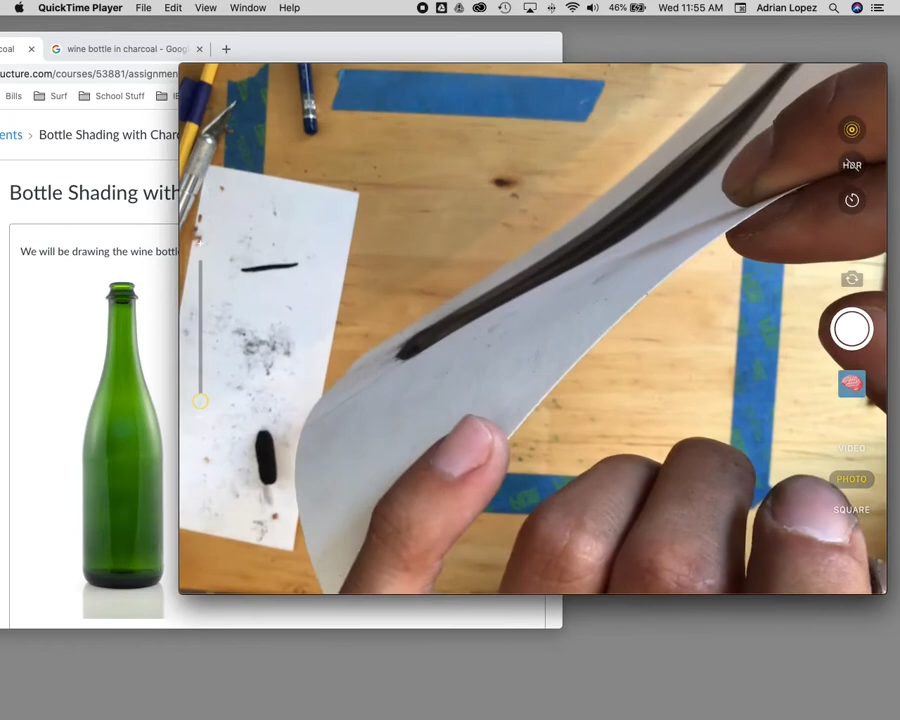 QuickTime Player File Edit View Window Help 46% Wed 11:55 AM Adrian Lopez
coal wine bottle in charcoal - Goog
ucture.com/courses/53881/assignmen
Bills Surf School Stuff IB
ents › Bottle Shading with Charc
Bottle Shading with
We will be drawing the wine bottl
HDR
VIDEO
PHOTO
SQUARE